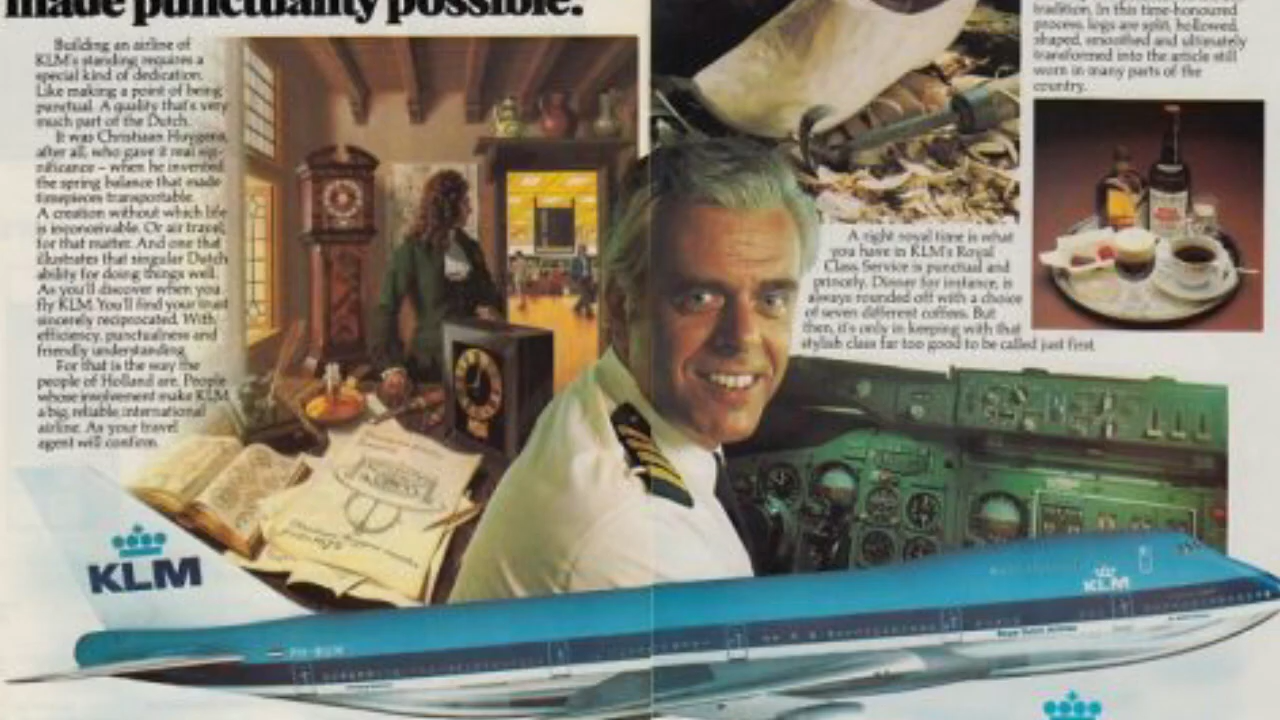 made punctuality possible.
Building an airline of
KLM's standing requires a
special kind of dedication.
Like making a point of being
punctual. A quality that's very
much part of the Dutch.
It was Christiaan Huygens,
after all, who gave it real sig-
nificance – when he invented
the spring balance that made
timepieces transportable.
A creation without which life
is inconceivable. Or air travel,
for that matter. And one that
illustrates that singular Dutch
ability for doing things well.
As you'll discover when you
fly KLM. You'll find your trust
sincerely reciprocated. With
efficiency, punctualness and
friendly understanding.
For that is the way the
people of Holland are. People
whose involvement make KLM
a big, reliable, international
airline. As your travel
agent will confirm.
tradition. In this time-honoured
process, logs are split, hollowed,
shaped, smoothed and ultimately
transformed into the article still
worn in many parts of the
country.
A right royal time is what
you have in KLM's Royal
Class Service is punctual and
princely. Dinner for instance, is
always rounded off with a choice
of seven different coffees. But
then, it's only in keeping with that
stylish class far too good to be called just first.
KLM
KLM
Royal Dutch Airlines